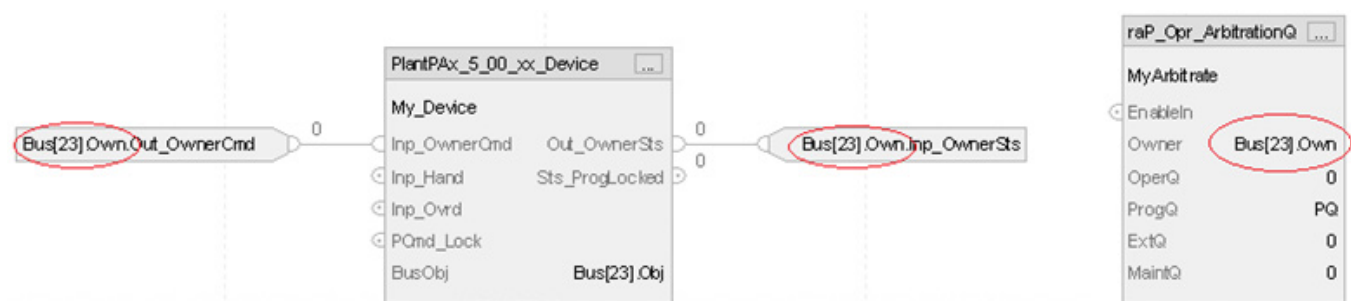 PlantPAx_5_00_xx_Device ...
My_Device
Bus[23].Own.Out_OwnerCmd 0 Inp_OwnerCmd Out_OwnerSts 0 Bus[23].Own.Inp_OwnerSts
Inp_Hand Sts_ProgLocked 0
Inp_Ovrd
PCmd_Lock
BusObj Bus[23].Obj
raP_Opr_ArbitrationQ ...
MyArbitrate
EnableIn
Owner Bus[23].Own
OperQ 0
ProgQ PQ
ExtQ 0
MaintQ 0